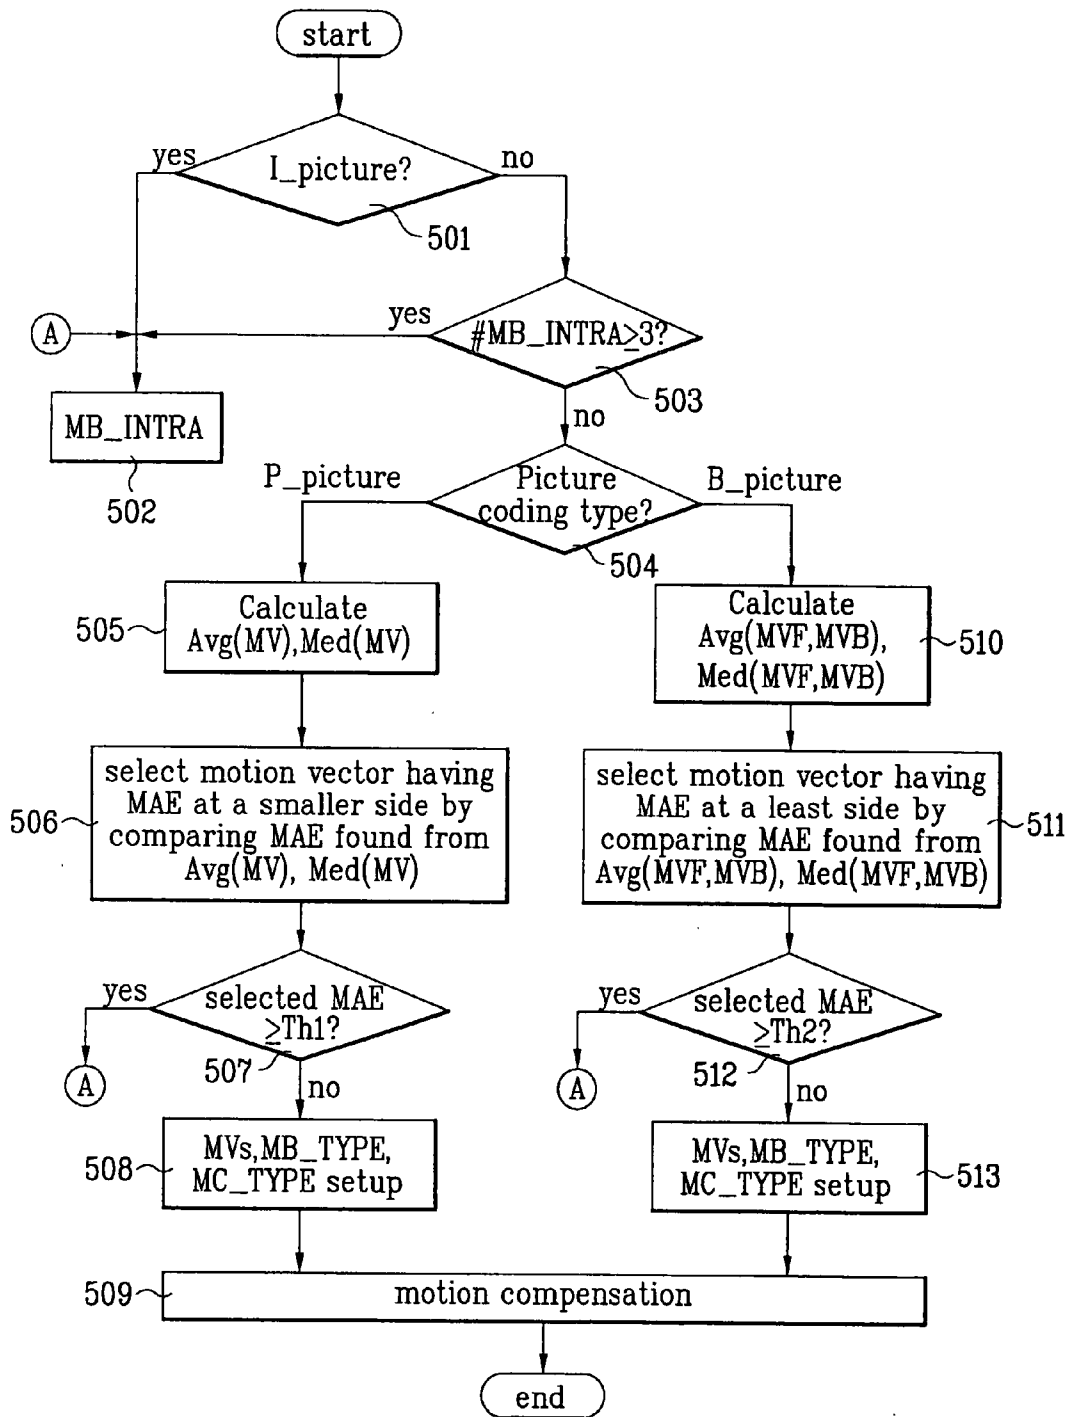 start
yes
I_picture?
no
501
A
yes
#MB_INTRA≥3?
503
MB_INTRA
502
no
P_picture
Picture
coding type?
B_picture
504
505
Calculate
Avg(MV),Med(MV)
Calculate
Avg(MVF,MVB),
Med(MVF,MVB)
510
506
select motion vector having
MAE at a smaller side by
comparing MAE found from
Avg(MV), Med(MV)
select motion vector having
MAE at a least side by
comparing MAE found from
Avg(MVF,MVB), Med(MVF,MVB)
511
yes
selected MAE
≥Th1?
507
A
no
yes
selected MAE
≥Th2?
512
A
no
508
MVs,MB_TYPE,
MC_TYPE setup
MVs,MB_TYPE,
MC_TYPE setup
513
509
motion compensation
end